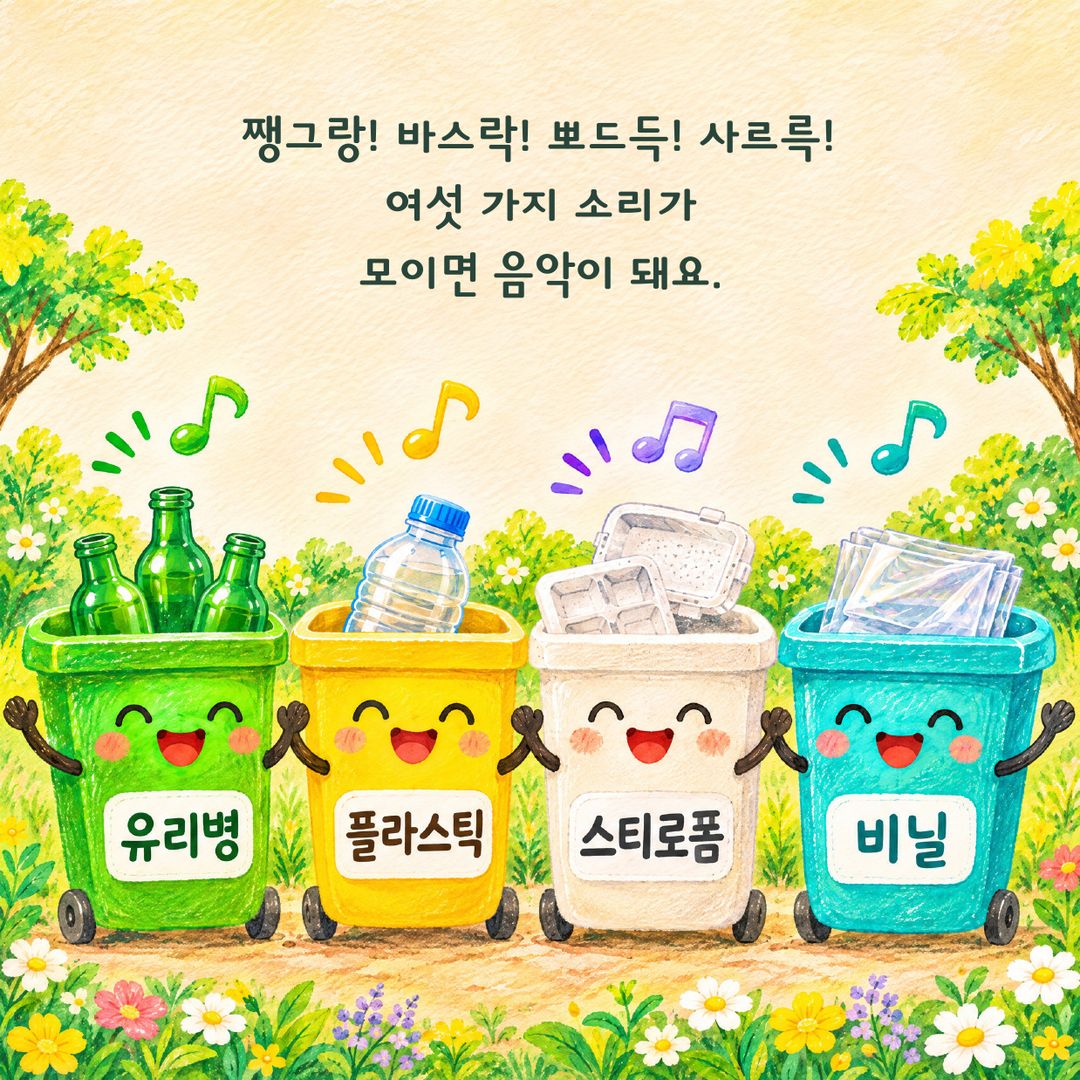 쨍그랑! 바스락! 뽀드득! 사르륵!
여섯 가지 소리가
모이면 음악이 돼요.
유리병
플라스틱
스티로폼
비닐